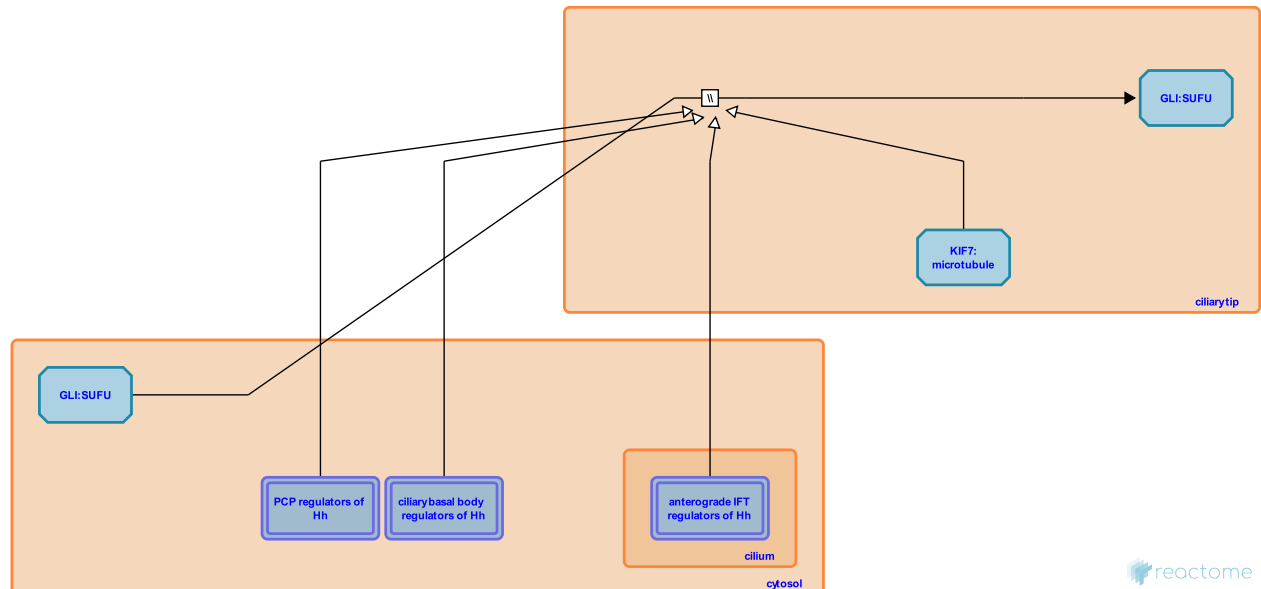 \\
GLI:SUFU
KIF7:
microtubule
ciliarytip
GLI:SUFU
PCP regulators of
Hh
ciliarybasal body
regulators of Hh
anterograde IFT
regulators of Hh
cilium
cytosol
reactome